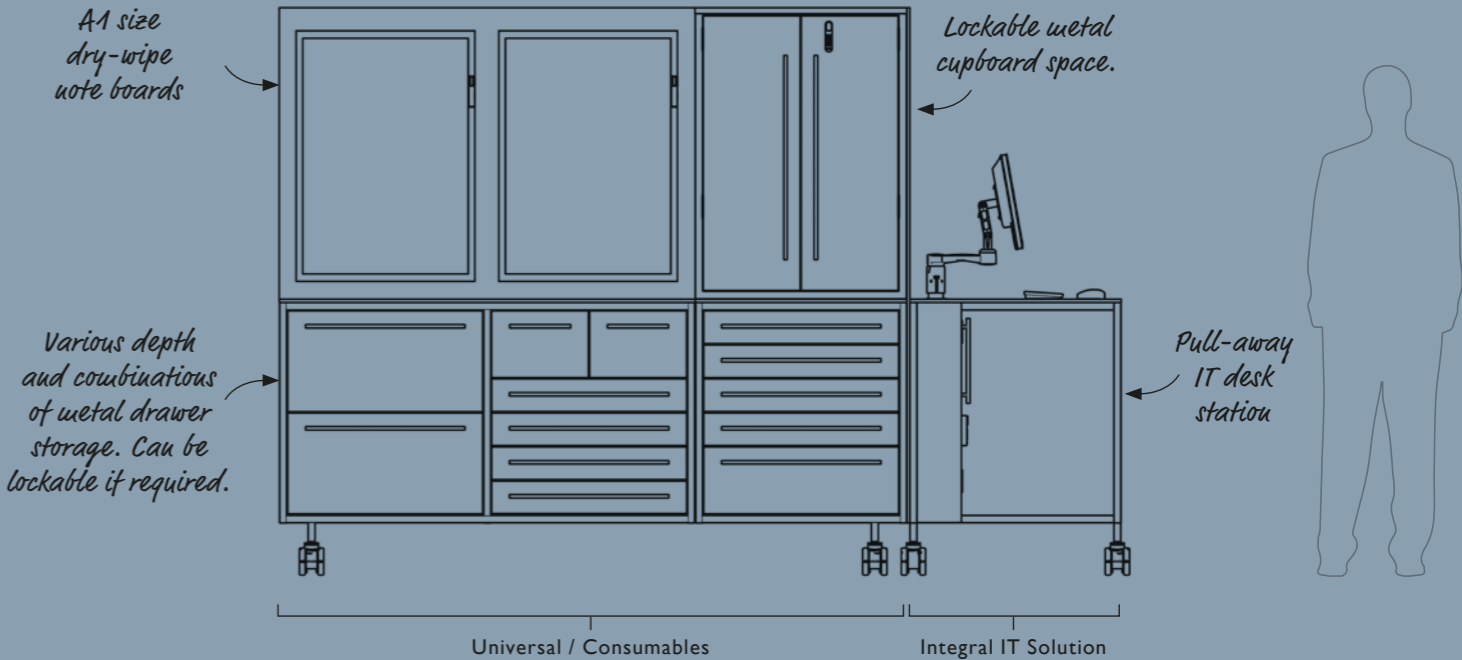 A1 size
dry-wipe
note boards
Lockable metal
cupboard space.
Various depth
and combinations
of metal drawer
storage. Can be
lockable if required.
Pull-away
IT desk
station
Universal / Consumables
Integral IT Solution